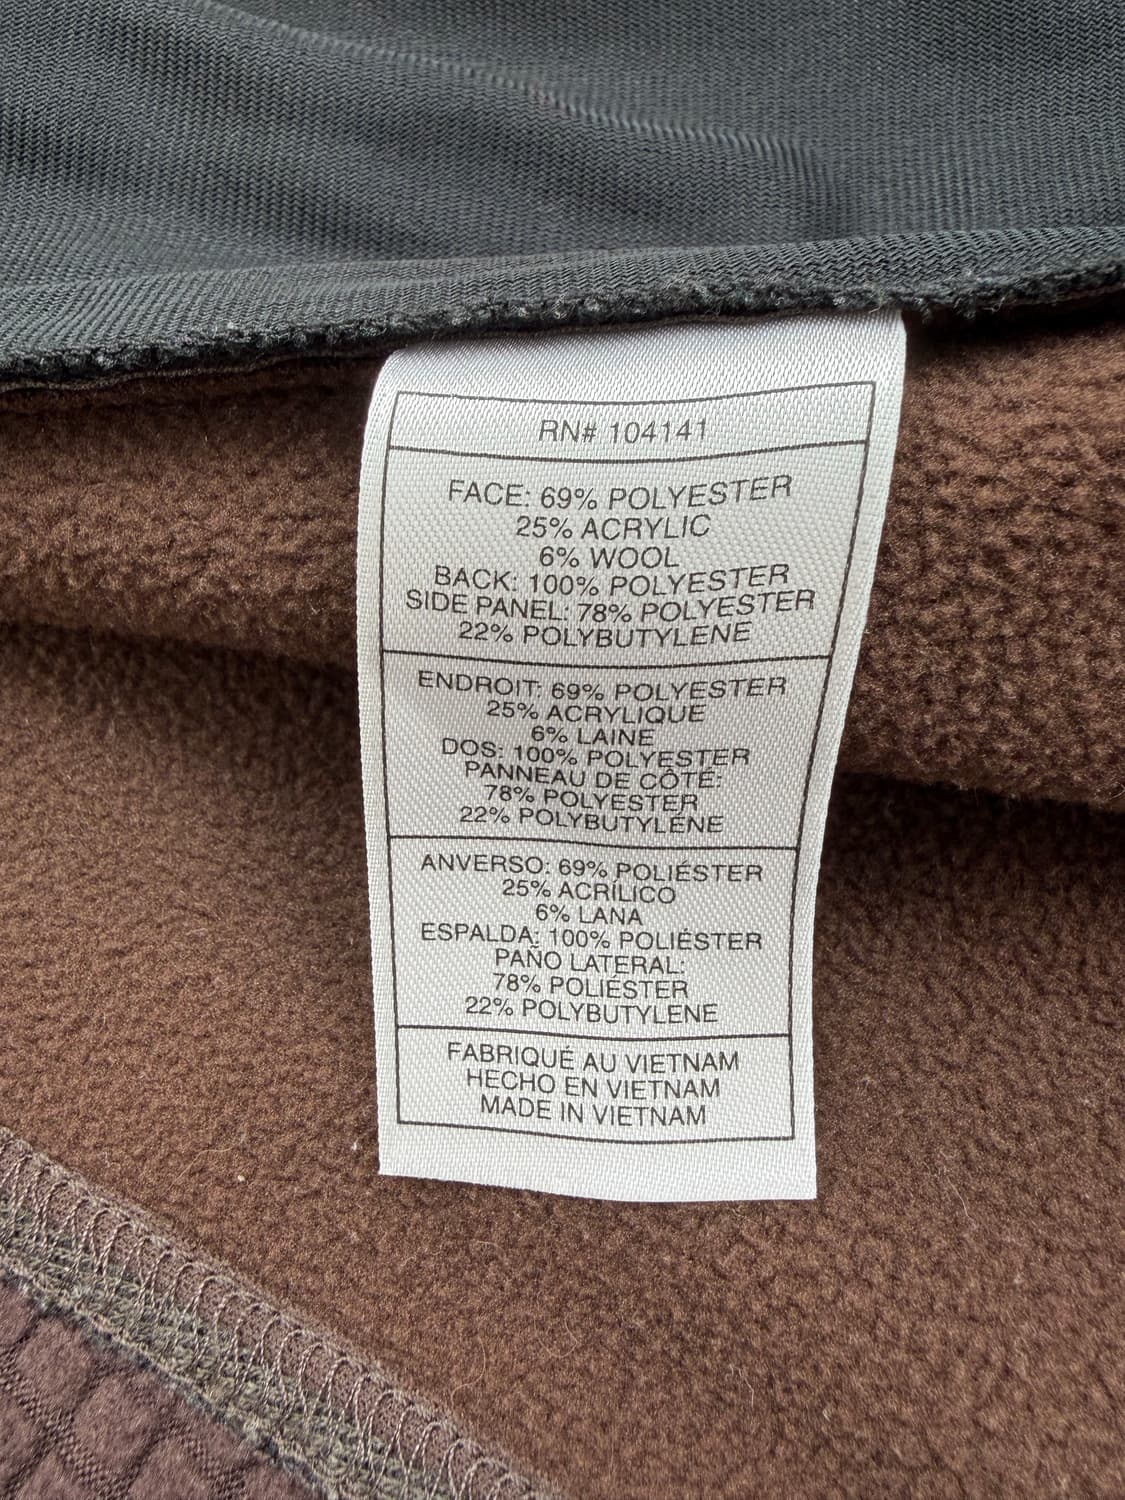 RN# 104141
FACE: 69% POLYESTER
25% ACRYLIC
6% WOOL
BACK: 100% POLYESTER
SIDE PANEL: 78% POLYESTER
22% POLYBUTYLENE
ENDROIT: 69% POLYESTER
25% ACRYLIQUE
6% LAINE
DOS: 100% POLYESTER
PANNEAU DE CÔTÉ:
78% POLYESTER
22% POLYBUTYLÉNE
ANVERSO: 69% POLIÉSTER
25% ACRÍLICO
6% LANA
ESPALDA: 100% POLIÉSTER
PAÑO LATERAL:
78% POLIESTER
22% POLYBUTYLENE
FABRIQUÉ AU VIETNAM
HECHO EN VIETNAM
MADE IN VIETNAM